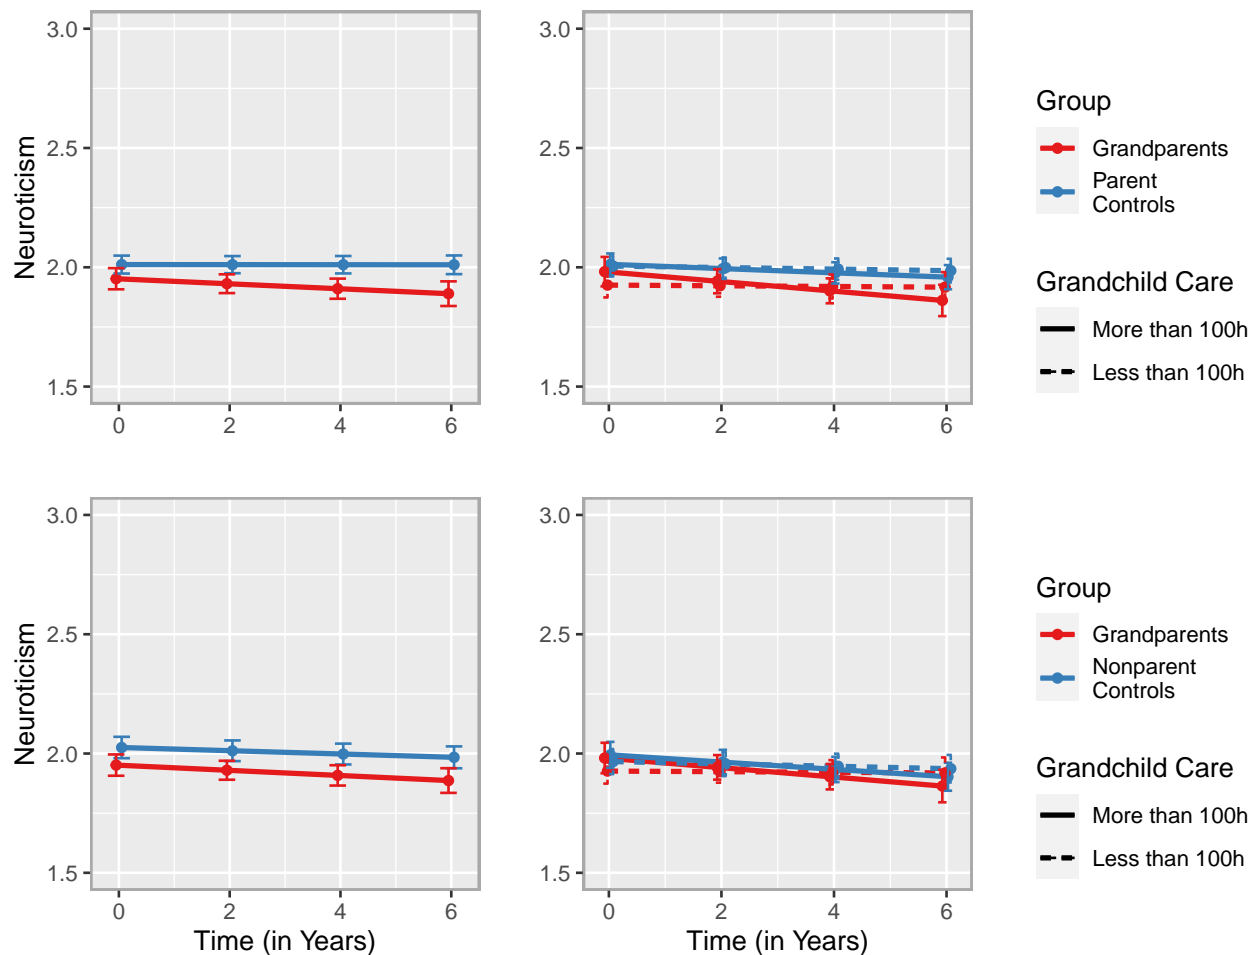 3.0
2.5
2.0
1.5
Neuroticism
0 2 4 6
3.0
2.5
2.0
1.5
0 2 4 6
Group
Grandparents
Parent
Controls
Grandchild Care
More than 100h
Less than 100h
3.0
2.5
2.0
1.5
Neuroticism
0 2 4 6
Time (in Years)
3.0
2.5
2.0
1.5
0 2 4 6
Time (in Years)
Group
Grandparents
Nonparent
Controls
Grandchild Care
More than 100h
Less than 100h